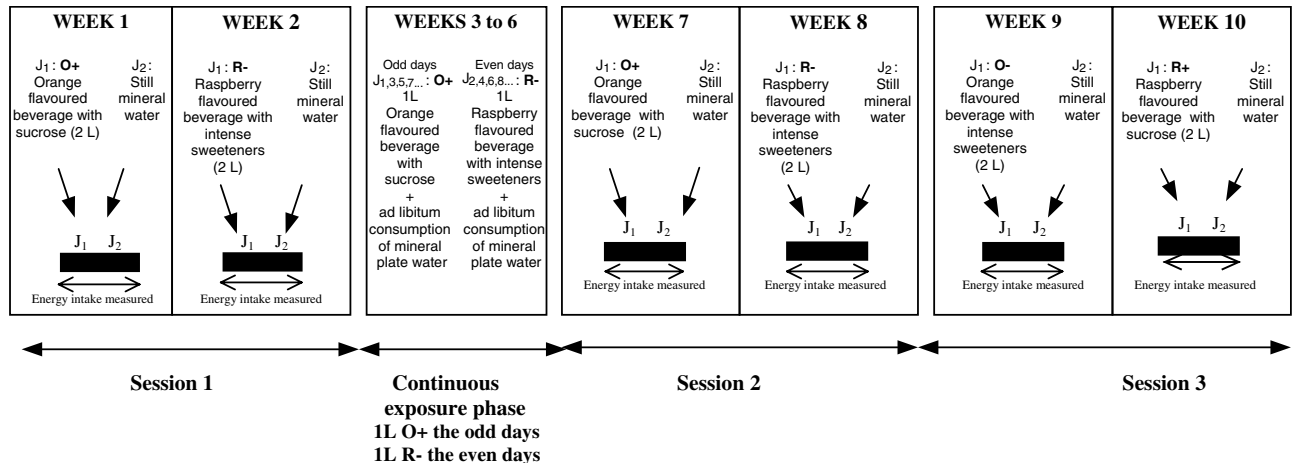 WEEK 1
J₁ : O+
Orange
flavoured
beverage with
sucrose (2 L)
J₂ :
Still
mineral
water
J₁
J₂
Energy intake measured
WEEK 2
J₁ : R-
Raspberry
flavoured
beverage with
intense
sweeteners
(2 L)
J₂ :
Still
mineral
water
J₁
J₂
Energy intake measured
WEEKS 3 to 6
Odd days
J₁,₃,₅,₇... : O+
1L
Orange
flavoured
beverage
with
sucrose
+
ad libitum
consumption
of mineral
plate water
Even days
J₂,₄,₆,₈... : R-
1L
Raspberry
flavoured
beverage
with intense
sweeteners
+
ad libitum
consumption
of mineral
plate water
WEEK 7
J₁ : O+
Orange
flavoured
beverage with
sucrose (2 L)
J₂ :
Still
mineral
water
J₁
J₂
Energy intake measured
WEEK 8
J₁ : R-
Raspberry
flavoured
beverage with
intense
sweeteners
(2 L)
J₂ :
Still
mineral
water
J₁
J₂
Energy intake measured
WEEK 9
J₁ : O-
Orange
flavoured
beverage with
intense
sweeteners
(2 L)
J₂ :
Still
mineral
water
J₁
J₂
Energy intake measured
WEEK 10
J₁ : R+
Raspberry
flavoured
beverage with
sucrose (2 L)
J₂ :
Still
mineral
water
J₁
J₂
Energy intake measured
Session 1
Continuous
exposure phase
1L O+ the odd days
1L R- the even days
Session 2
Session 3